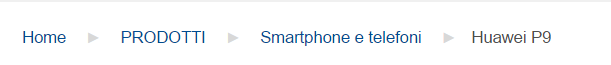 Home ► PRODOTTI ► Smartphone e telefoni ► Huawei P9